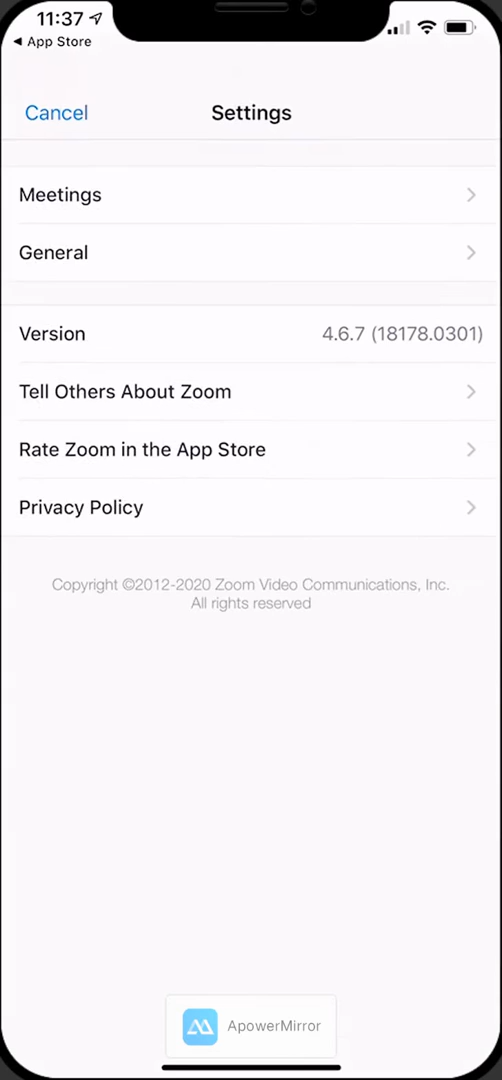 11:37
App Store
Cancel
Settings
Meetings
General
Version 4.6.7 (18178.0301)
Tell Others About Zoom
Rate Zoom in the App Store
Privacy Policy
Copyright ©2012-2020 Zoom Video Communications, Inc.
All rights reserved
ApowerMirror